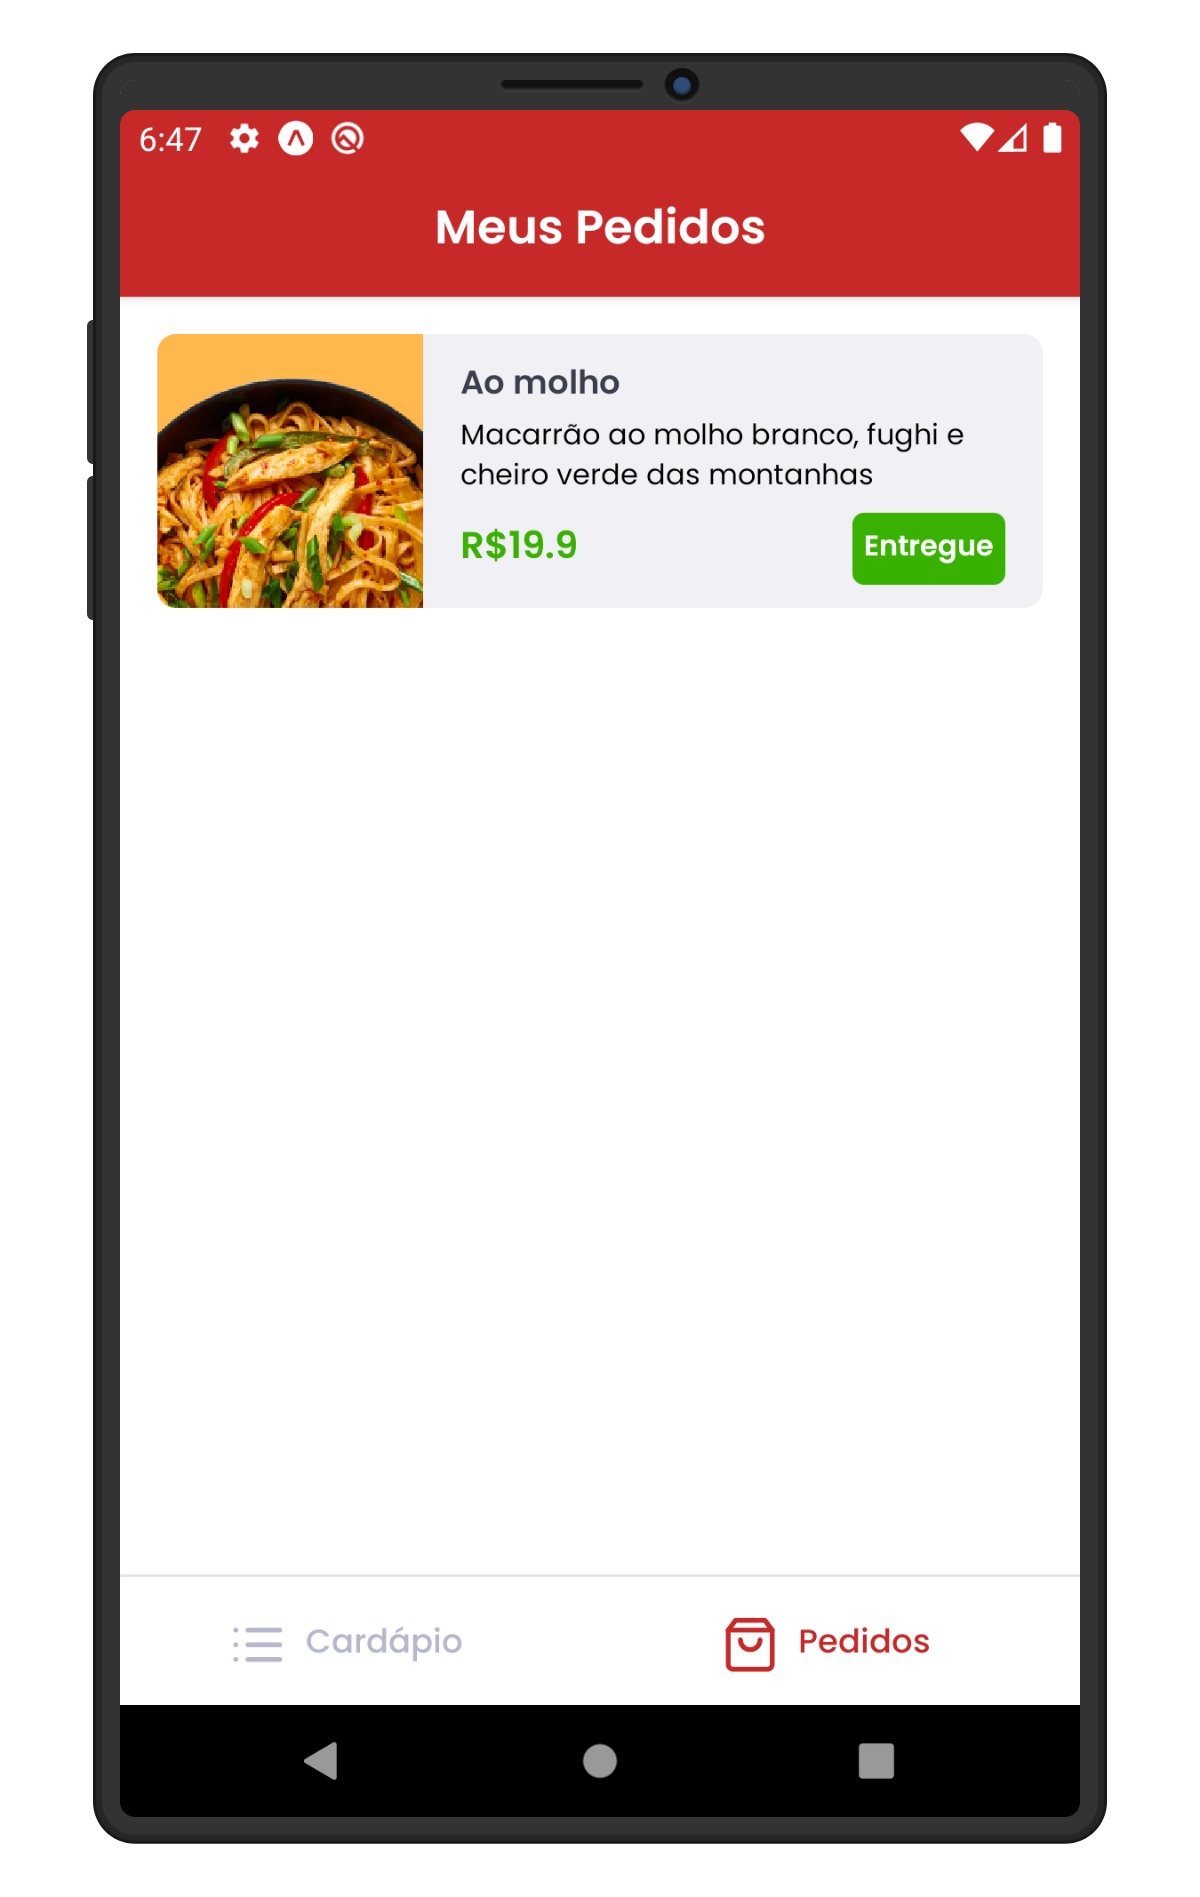 6:47
Meus Pedidos
Ao molho
Macarrão ao molho branco, fughi e
cheiro verde das montanhas
R$19.9
Entregue
Cardápio
Pedidos